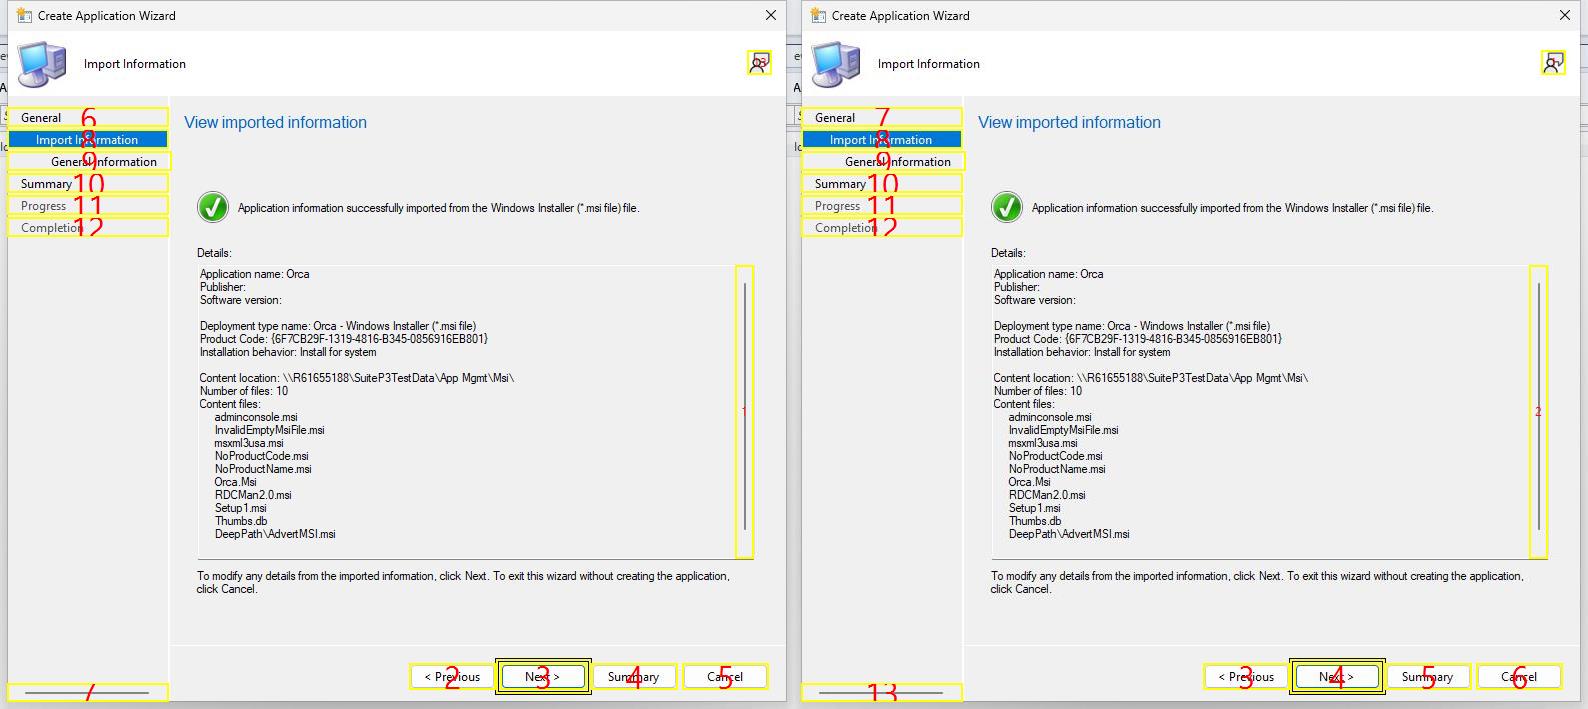 Create Application Wizard
Import Information
13
General 6
Import Information 8
General Information 9
Summary 10
Progress 11
Completion 12
View imported information
Application information successfully imported from the Windows Installer (*.msi file) file.
Details:
Application name: Orca
Publisher:
Software version:
Deployment type name: Orca - Windows Installer (*.msi file)
Product Code: {6F7CB29F-1319-4816-B345-0856916EB801}
Installation behavior: Install for system
Content location: \\R61655188\SuiteP3TestData\App Mgmt\Msi\
Number of files: 10
Content files:
adminconsole.msi
InvalidEmptyMsiFile.msi
msxml3usa.msi
NoProductCode.msi
NoProductName.msi
Orca.Msi
RDCMan2.0.msi
Setup1.msi
Thumbs.db
DeepPath\AdvertMSI.msi
1
To modify any details from the imported information, click Next. To exit this wizard without creating the application,
click Cancel.
< Previous 2
Next > 3
Summary 4
Cancel 5
7
Create Application Wizard
Import Information
General 7
Import Information 8
General Information 9
Summary 10
Progress 11
Completion 12
View imported information
Application information successfully imported from the Windows Installer (*.msi file) file.
Details:
Application name: Orca
Publisher:
Software version:
Deployment type name: Orca - Windows Installer (*.msi file)
Product Code: {6F7CB29F-1319-4816-B345-0856916EB801}
Installation behavior: Install for system
Content location: \\R61655188\SuiteP3TestData\App Mgmt\Msi\
Number of files: 10
Content files:
adminconsole.msi
InvalidEmptyMsiFile.msi
msxml3usa.msi
NoProductCode.msi
NoProductName.msi
Orca.Msi
RDCMan2.0.msi
Setup1.msi
Thumbs.db
DeepPath\AdvertMSI.msi
2
To modify any details from the imported information, click Next. To exit this wizard without creating the application,
click Cancel.
< Previous 3
Next > 4
Summary 5
Cancel 6
13